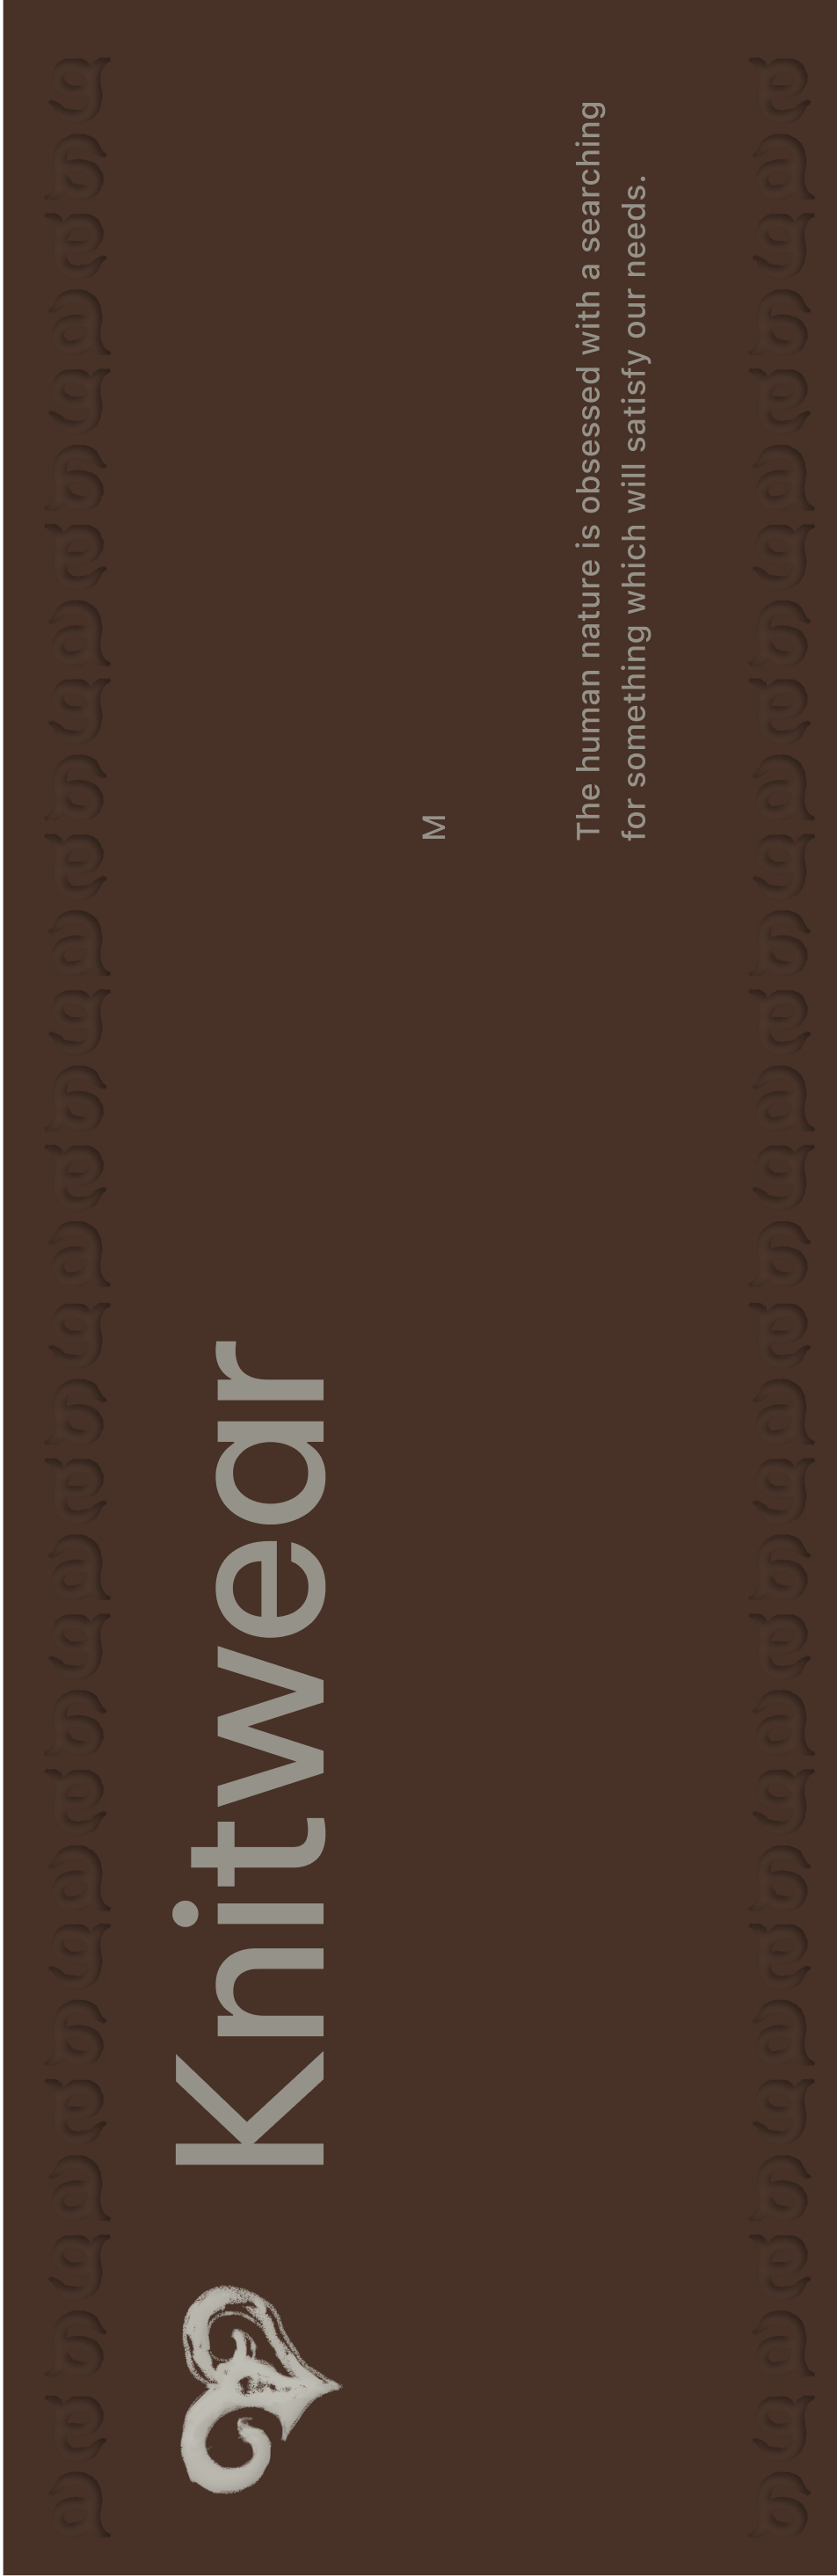 Knitwear
M
The human nature is obsessed with a searching
for something which will satisfy our needs.